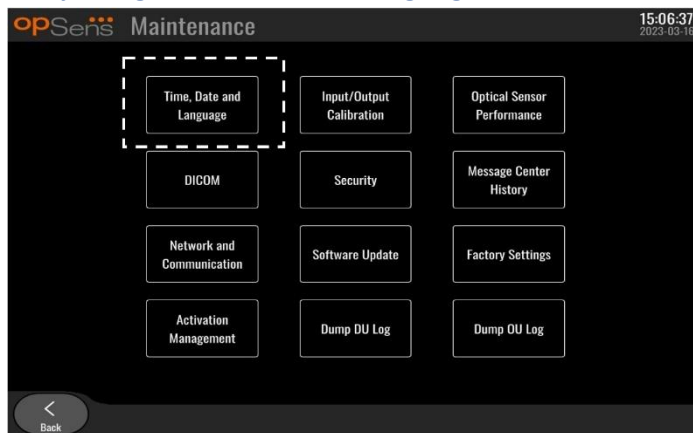 opSens Maintenance
15:06:37
2023-03-16
Time, Date and
Language
Input/Output
Calibration
Optical Sensor
Performance
DICOM
Security
Message Center
History
Network and
Communication
Software Update
Factory Settings
Activation
Management
Dump DU Log
Dump OU Log
Back